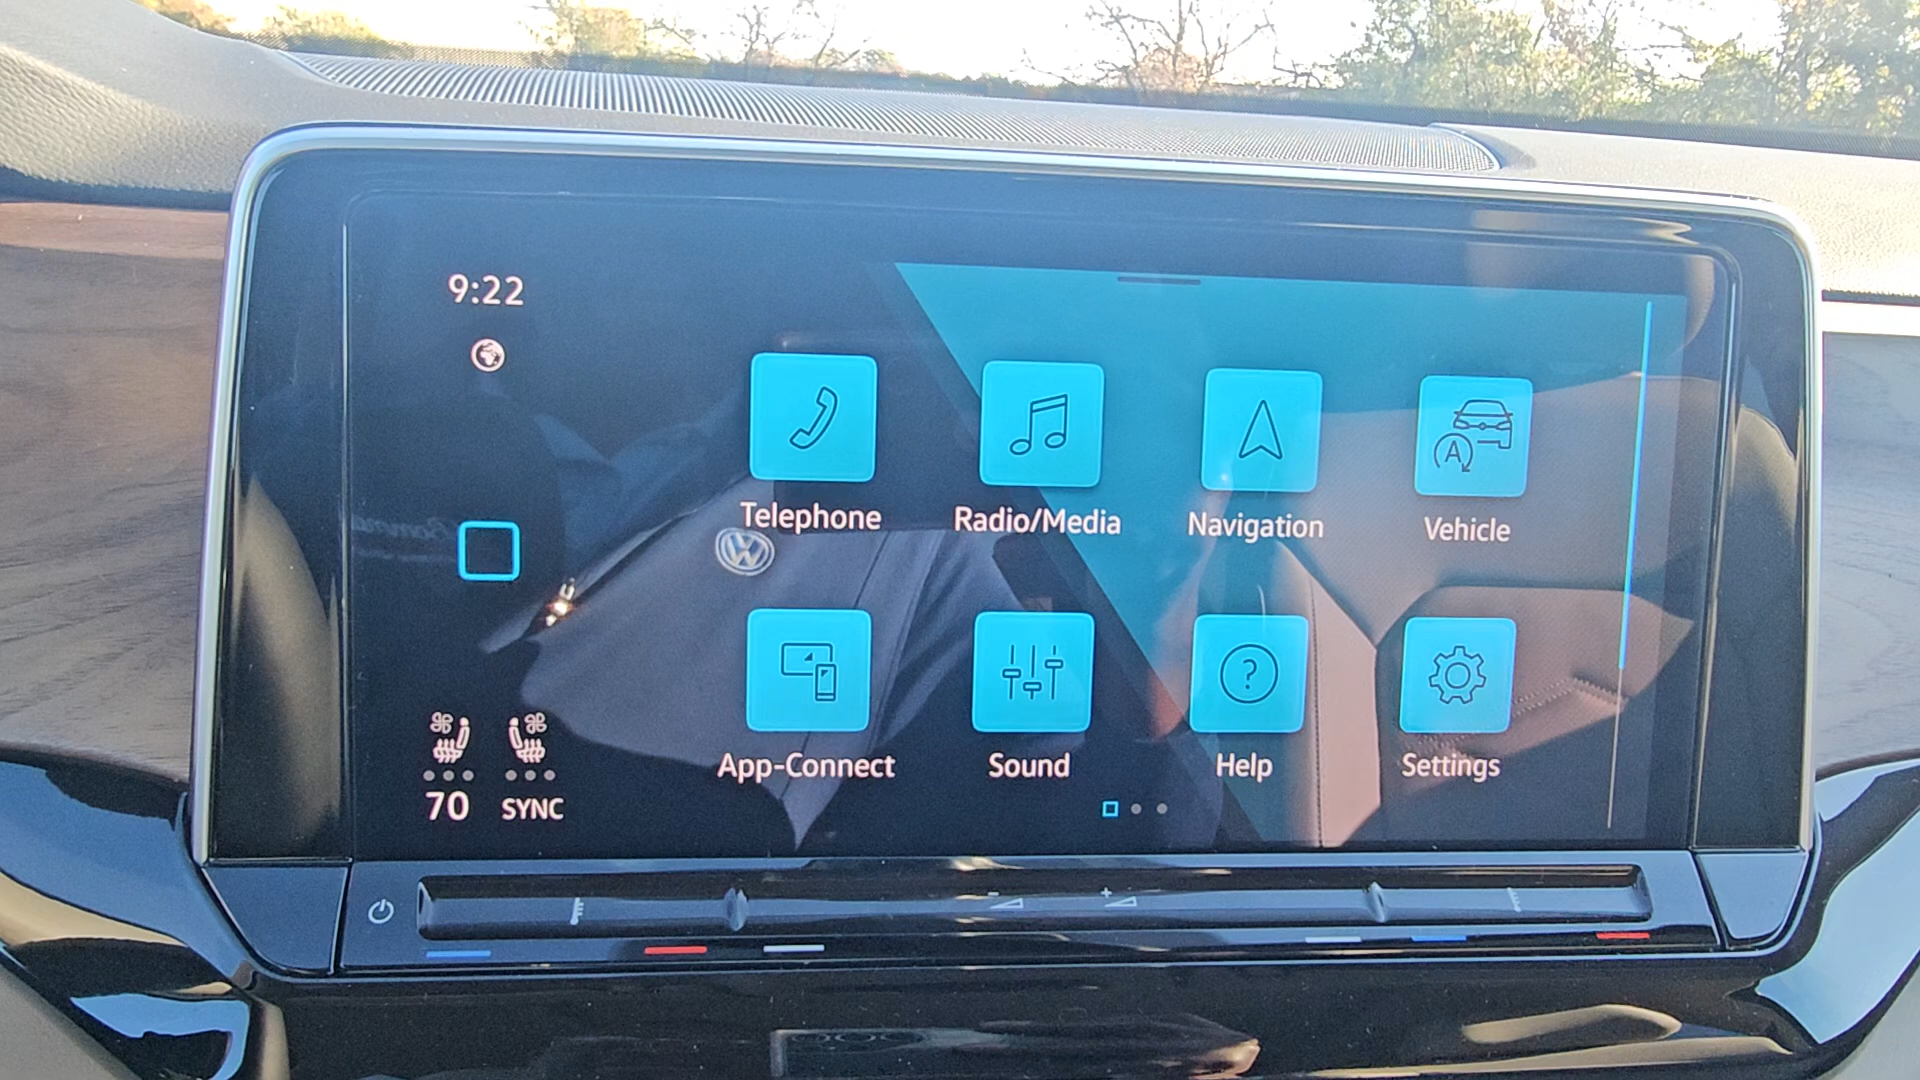 9:22
Telephone
Radio/Media
Navigation
A
Vehicle
App-Connect
Sound
?
Help
Settings
70
SYNC
- +